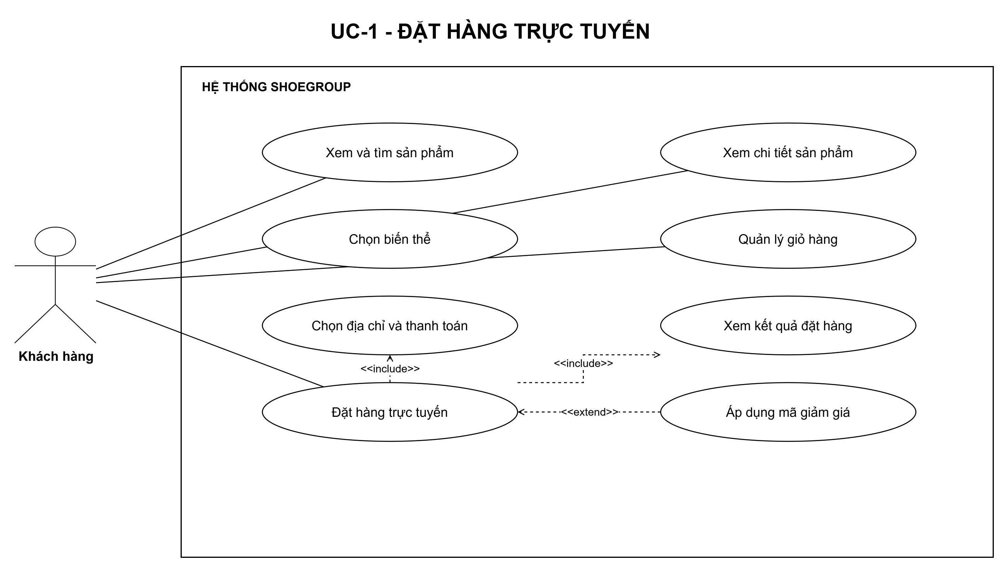 UC-1 - ĐẶT HÀNG TRỰC TUYẾN
HỆ THỐNG SHOEGROUP
Xem và tìm sản phẩm
Xem chi tiết sản phẩm
Chọn biến thể
Quản lý giỏ hàng
Chọn địa chỉ và thanh toán
Xem kết quả đặt hàng
Khách hàng
<<include>>
<<include>>
Đặt hàng trực tuyến
<<extend>>
Áp dụng mã giảm giá